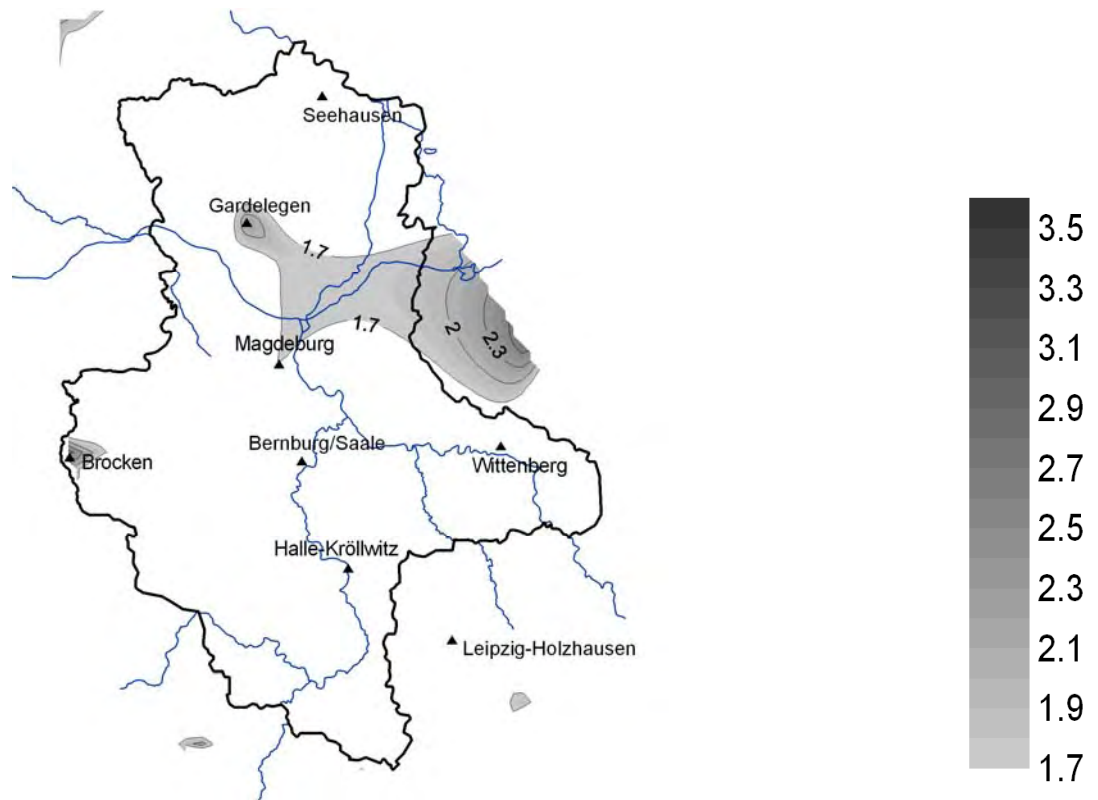 Seehausen
Gardelegen
1.7
1.7
2
2.3
Magdeburg
Bernburg/Saale
Brocken
Wittenberg
Halle-Kröllwitz
Leipzig-Holzhausen
3.5
3.3
3.1
2.9
2.7
2.5
2.3
2.1
1.9
1.7